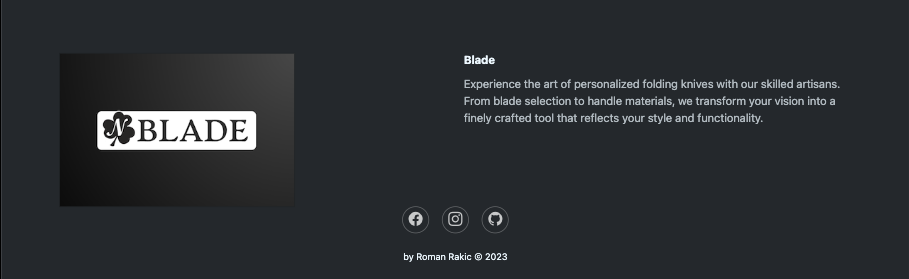 N BLADE
Blade
Experience the art of personalized folding knives with our skilled artisans.
From blade selection to handle materials, we transform your vision into a
finely crafted tool that reflects your style and functionality.
by Roman Rakic © 2023